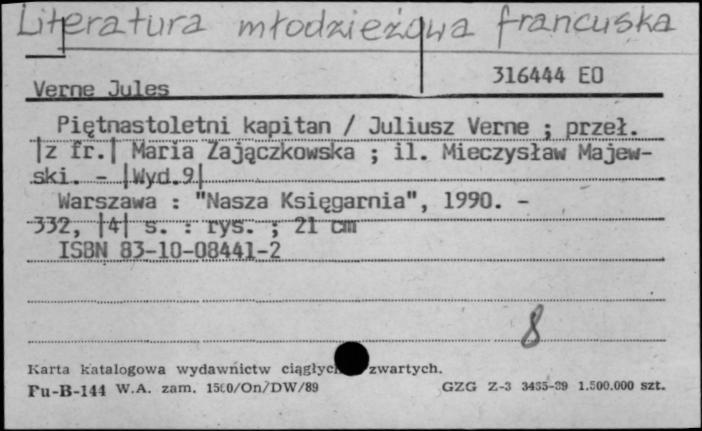 Literatura młodzieżowa francuska
316444 EO
Verne Jules
Piętnastoletni kapitan / Juliusz Verne ; przeł.
|z fr.| Maria Zajączkowska ; il. Mieczysław Majew-
ski. - |Wyd.9|
Warszawa : "Nasza Księgarnia", 1990. -
332, |4| s. : rys. ; 21 cm
ISBN 83-10-08441-2
8
Karta katalogowa wydawnictw zwartych.
Pu-B-144 W.A. zam. 1500/On/DW/89
GZG Z-3 3435-89 1.500.000 szt.